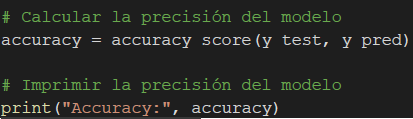 # Calcular la precisión del modelo
accuracy = accuracy score(y test, y pred)
# Imprimir la precisión del modelo
print("Accuracy:", accuracy)